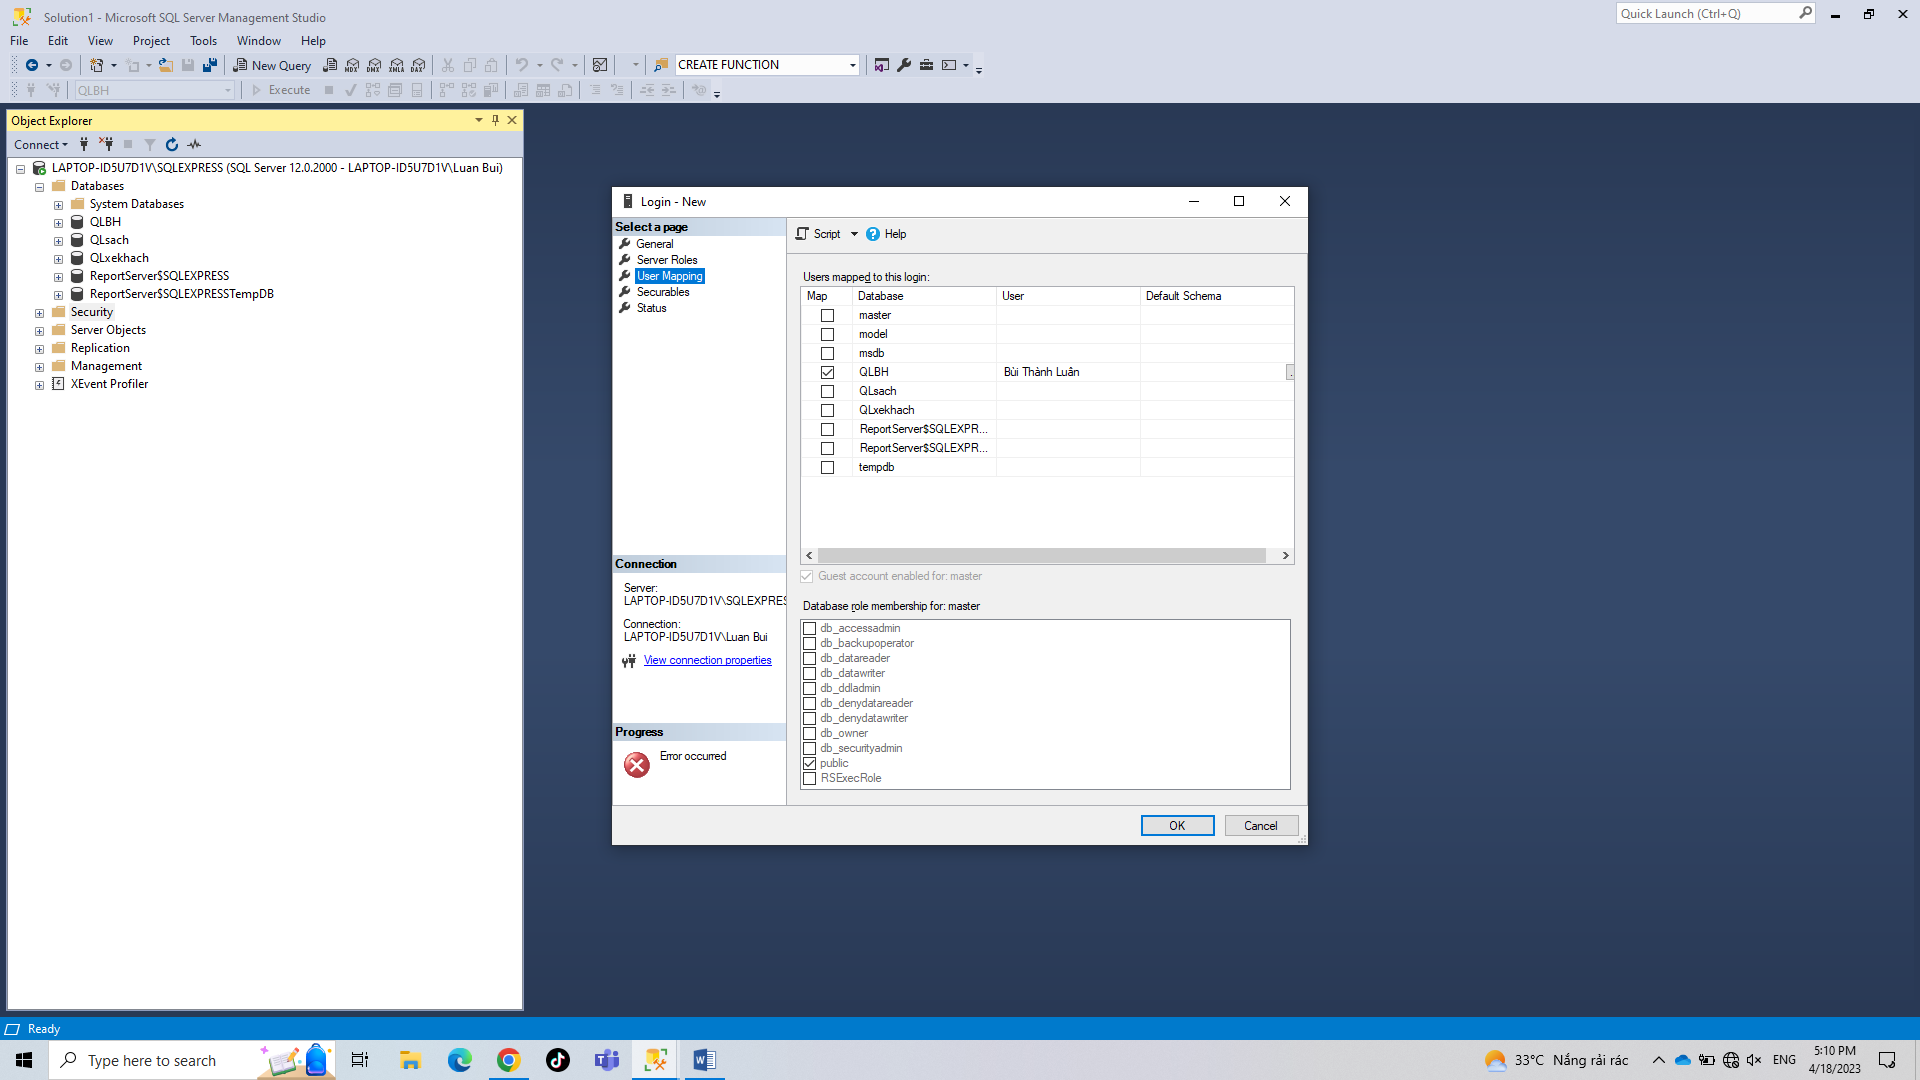 Solution1 - Microsoft SQL Server Management Studio
Quick Launch (Ctrl+Q)
File Edit View Project Tools Window Help
New Query
MDX DMX XMLA DAX
CREATE FUNCTION
QLBH
Execute
Object Explorer
Connect
LAPTOP-ID5U7D1V\SQLEXPRESS (SQL Server 12.0.2000 - LAPTOP-ID5U7D1V\Luan Bui)
Databases
System Databases
QLBH
QLsach
QLxekhach
ReportServer$SQLEXPRESS
ReportServer$SQLEXPRESSTempDB
Security
Server Objects
Replication
Management
XEvent Profiler
Login - New
Select a page
General
Server Roles
User Mapping
Securables
Status
Connection
Server:
LAPTOP-ID5U7D1V\SQLEXPRES
Connection:
LAPTOP-ID5U7D1V\Luan Bui
View connection properties
Progress
Error occurred
Script Help
Users mapped to this login:
Map Database User Default Schema
master
model
msdb
QLBH Bùi Thành Luân
QLsach
QLxekhach
ReportServer$SQLEXPR...
ReportServer$SQLEXPR...
tempdb
Guest account enabled for: master
Database role membership for: master
db_accessadmin
db_backupoperator
db_datareader
db_datawriter
db_ddladmin
db_denydatareader
db_denydatawriter
db_owner
db_securityadmin
public
RSExecRole
OK Cancel
Ready
Type here to search
33°C Nắng rải rác
ENG
5:10 PM
4/18/2023